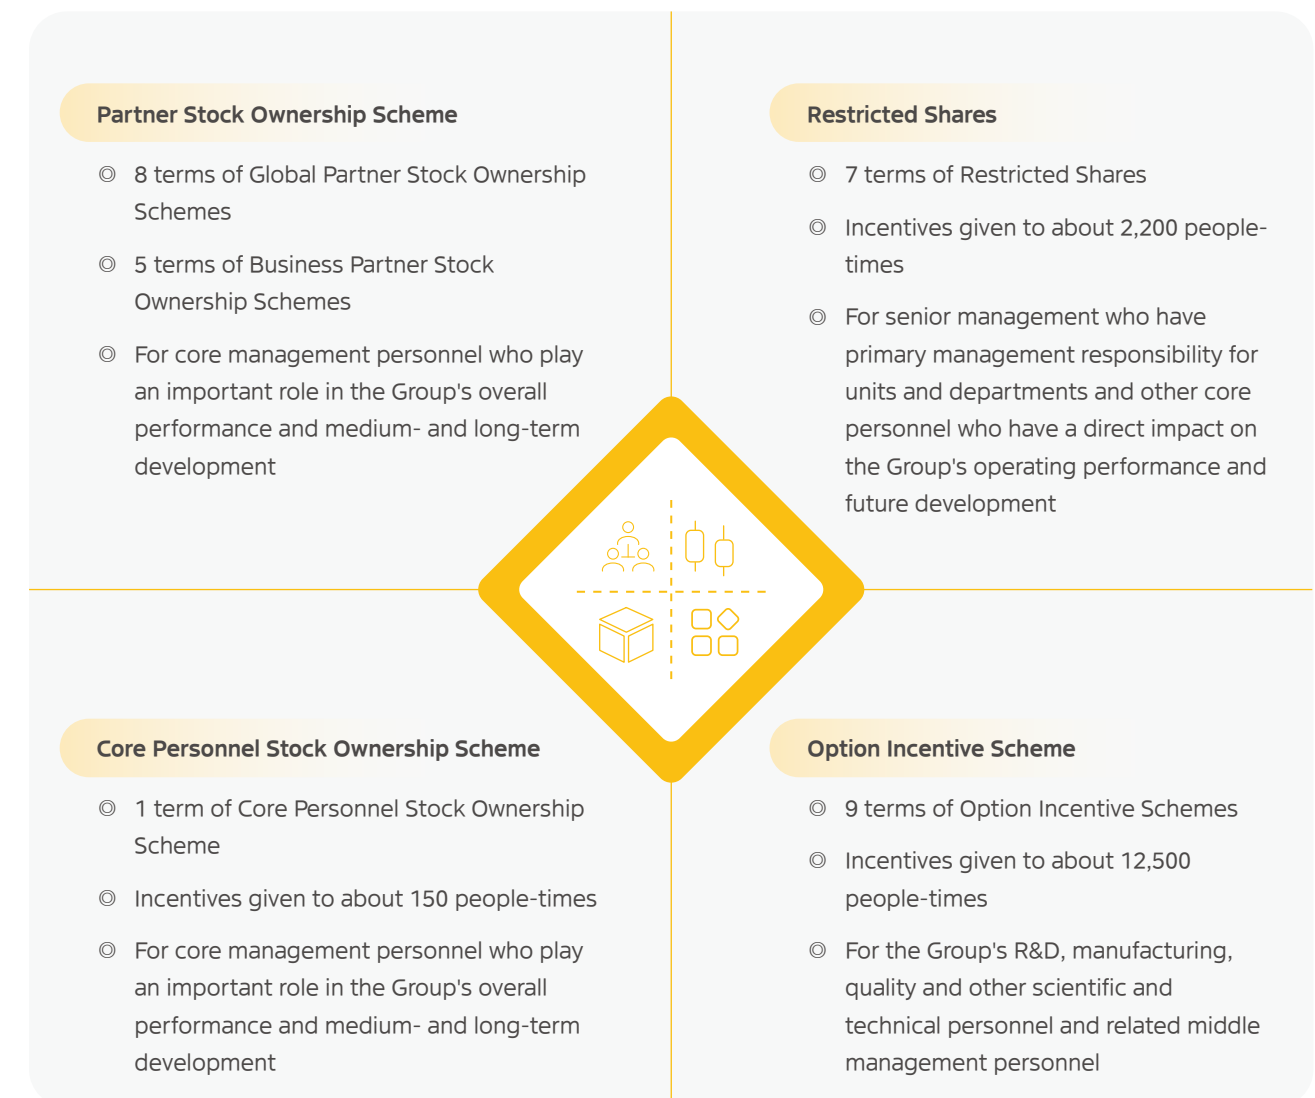 Partner Stock Ownership Scheme
◎ 8 terms of Global Partner Stock Ownership
Schemes
◎ 5 terms of Business Partner Stock
Ownership Schemes
◎ For core management personnel who play
an important role in the Group's overall
performance and medium- and long-term
development
Restricted Shares
◎ 7 terms of Restricted Shares
◎ Incentives given to about 2,200 people-
times
◎ For senior management who have
primary management responsibility for
units and departments and other core
personnel who have a direct impact on
the Group's operating performance and
future development
Core Personnel Stock Ownership Scheme
◎ 1 term of Core Personnel Stock Ownership
Scheme
◎ Incentives given to about 150 people-times
◎ For core management personnel who play
an important role in the Group's overall
performance and medium- and long-term
development
Option Incentive Scheme
◎ 9 terms of Option Incentive Schemes
◎ Incentives given to about 12,500
people-times
◎ For the Group's R&D, manufacturing,
quality and other scientific and
technical personnel and related middle
management personnel